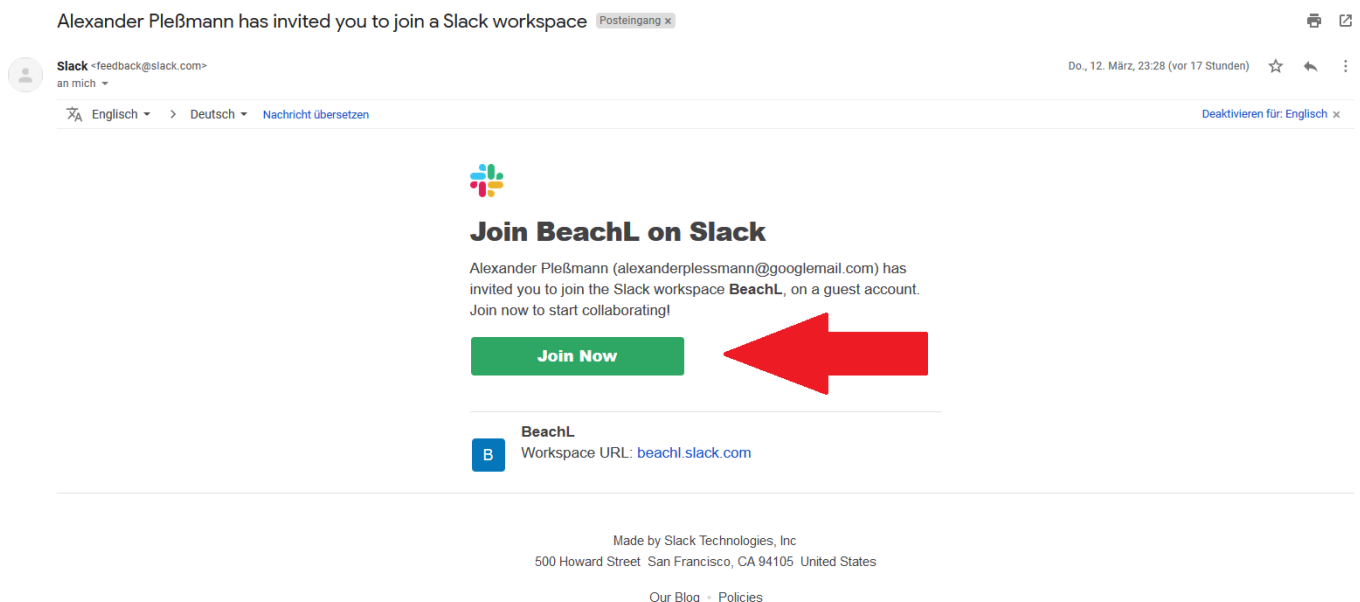 Alexander Pleßmann has invited you to join a Slack workspace Posteingang x
Slack <feedback@slack.com>
Do., 12. März, 23:28 (vor 17 Stunden)
an mich
Englisch > Deutsch Nachricht übersetzen
Deaktivieren für: Englisch x
Join BeachL on Slack
Alexander Pleßmann (alexanderplessmann@googlemail.com) has
invited you to join the Slack workspace BeachL, on a guest account.
Join now to start collaborating!
Join Now
BeachL
B
Workspace URL: beachl.slack.com
Made by Slack Technologies, Inc
500 Howard Street San Francisco, CA 94105 United States
Our Blog • Policies